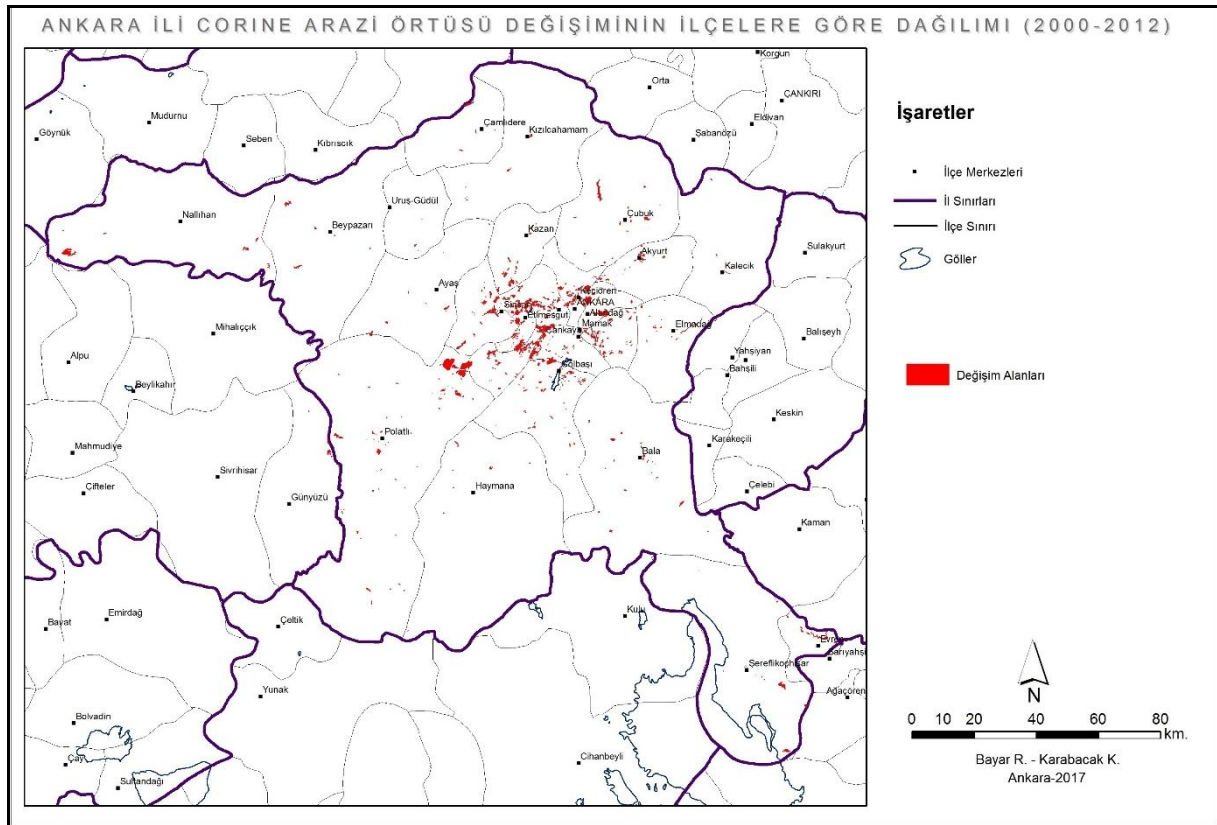 ANKARA İLİ CORINE ARAZİ ÖRTÜSÜ DEĞİŞİMİNİN İLÇELERE GÖRE DAĞILIMI (2000-2012)
Korgun
Orta
ÇANKIRI
Eldivan
Şabanözü
Mudurnu
Göynük
Seben
Kıbrıscık
Çamlıdere
Kızılcahamam
Nallıhan
Uruş-Güdül
Beypazarı
Kazan
Çubuk
Akyurt
Kalecik
Sulakyurt
Ayaş
Keçiören
Sincan
ANKARA
Etimesgut
Altındağ
Mamak
Çankaya
Elmadağ
Balışeyh
Mihalıççık
Alpu
Beylikahır
Gölbaşı
Yahşiyan
Bahşili
Keskin
Karakeçili
Mahmudiye
Polatlı
Bala
Sivrihisar
Çifteler
Günyüzü
Haymana
Çelebi
Kaman
Emirdağ
Bayat
Çeltik
Kulu
Evren
Sarıyahşi
Şereflikoçhisar
Ağaçören
Yunak
Bolvadin
Çay
Sultandağı
Cihanbeyli
İşaretler
İlçe Merkezleri
İl Sınırları
İlçe Sınırı
Göller
Değişim Alanları
N
0 10 20 40 60 80
km.
Bayar R. - Karabacak K.
Ankara-2017